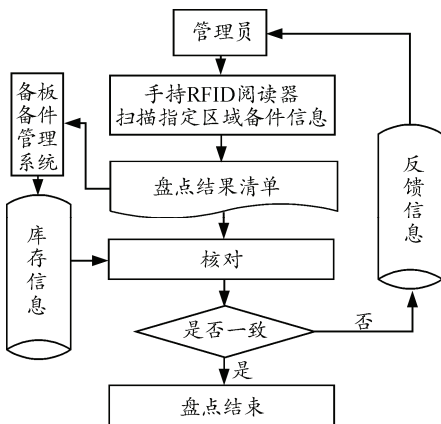 管理员
手持RFID阅读器
扫描指定区域备件信息
备板
备件
管理
系统
盘点结果清单
反馈信息
库存信息
核对
是否一致
否
是
盘点结束